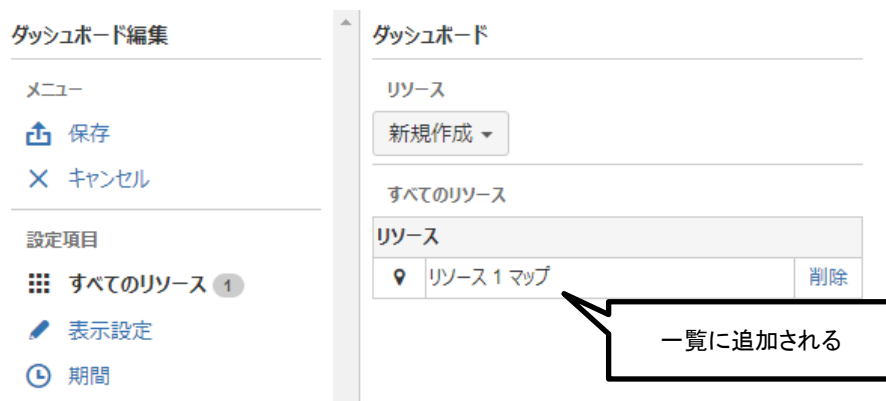 ダッシュボード編集
メニュー
保存
キャンセル
設定項目
すべてのリソース 1
表示設定
期間
ダッシュボード
リソース
新規作成
すべてのリソース
リソース
リソース 1 マップ 削除
一覧に追加される